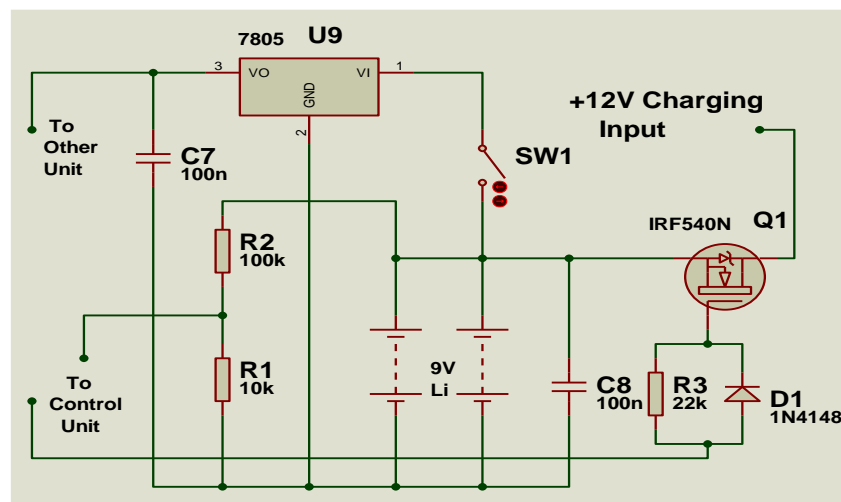 7805 U9
3 VO VI 1
GND
2
+12V Charging
Input
To
Other
Unit
C7
100n
SW1
IRF540N Q1
R2
100k
To
Control
Unit
R1
10k
9V
Li
C8
100n
R3
22k
D1
1N4148